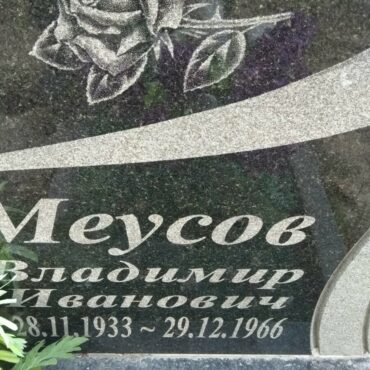 Меусов
Владимир
Иванович
28.11.1933 ~ 29.12.1966